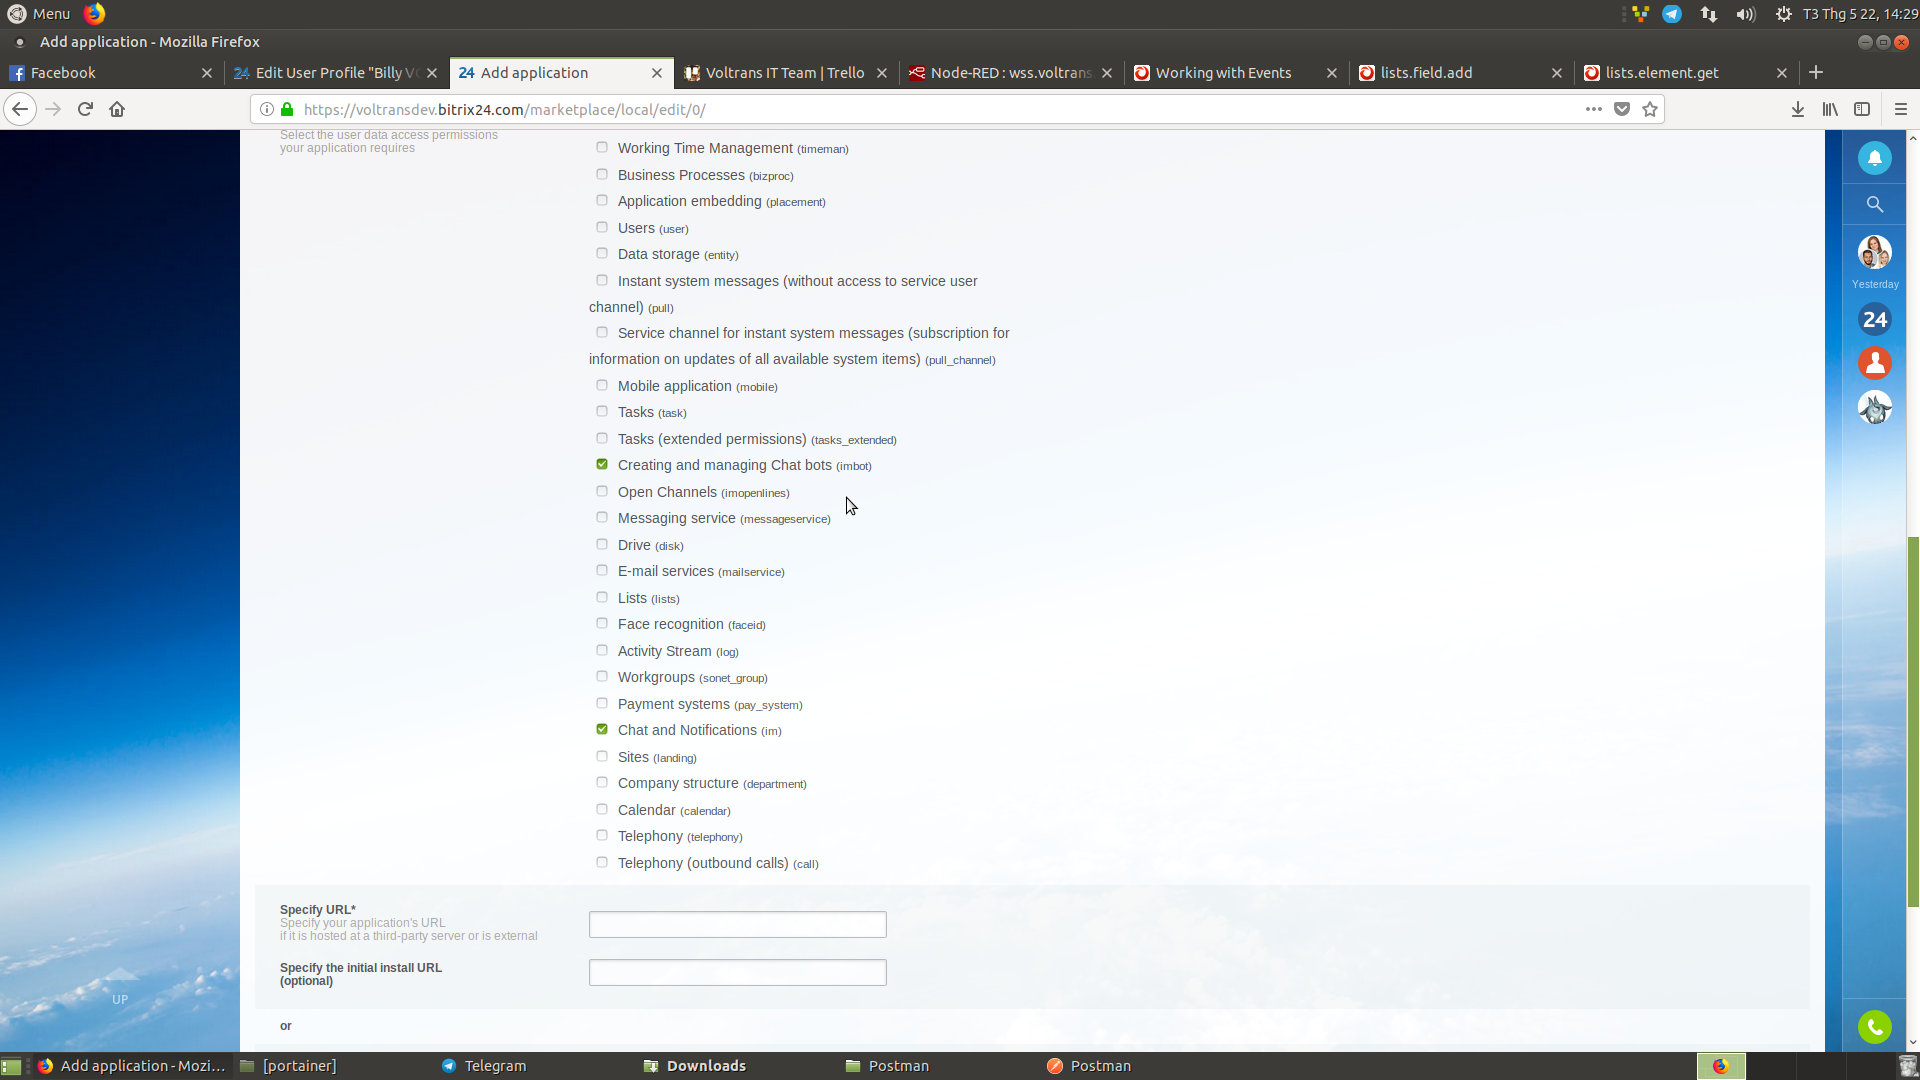 Menu
T3 Thg 5 22, 14:29
Add application - Mozilla Firefox
Facebook
24 Edit User Profile "Billy
24 Add application
Voltrans IT Team | Trello
Node-RED : wss.voltrans
Working with Events
lists.field.add
lists.element.get
https://voltransdev.bitrix24.com/marketplace/local/edit/0/
Select the user data access permissions
your application requires
Working Time Management (timeman)
Business Processes (bizproc)
Application embedding (placement)
Users (user)
Data storage (entity)
Instant system messages (without access to service user
channel) (pull)
Service channel for instant system messages (subscription for
information on updates of all available system items) (pull_channel)
Mobile application (mobile)
Tasks (task)
Tasks (extended permissions) (tasks_extended)
Creating and managing Chat bots (imbot)
Open Channels (imopenlines)
Messaging service (messageservice)
Drive (disk)
E-mail services (mailservice)
Lists (lists)
Face recognition (faceid)
Activity Stream (log)
Workgroups (sonet_group)
Payment systems (pay_system)
Chat and Notifications (im)
Sites (landing)
Company structure (department)
Calendar (calendar)
Telephony (telephony)
Telephony (outbound calls) (call)
Yesterday
24
Specify URL*
Specify your application's URL
if it is hosted at a third-party server or is external
Specify the initial install URL
(optional)
UP
or
Add application - Mozi...
[portainer]
Telegram
Downloads
Postman
Postman